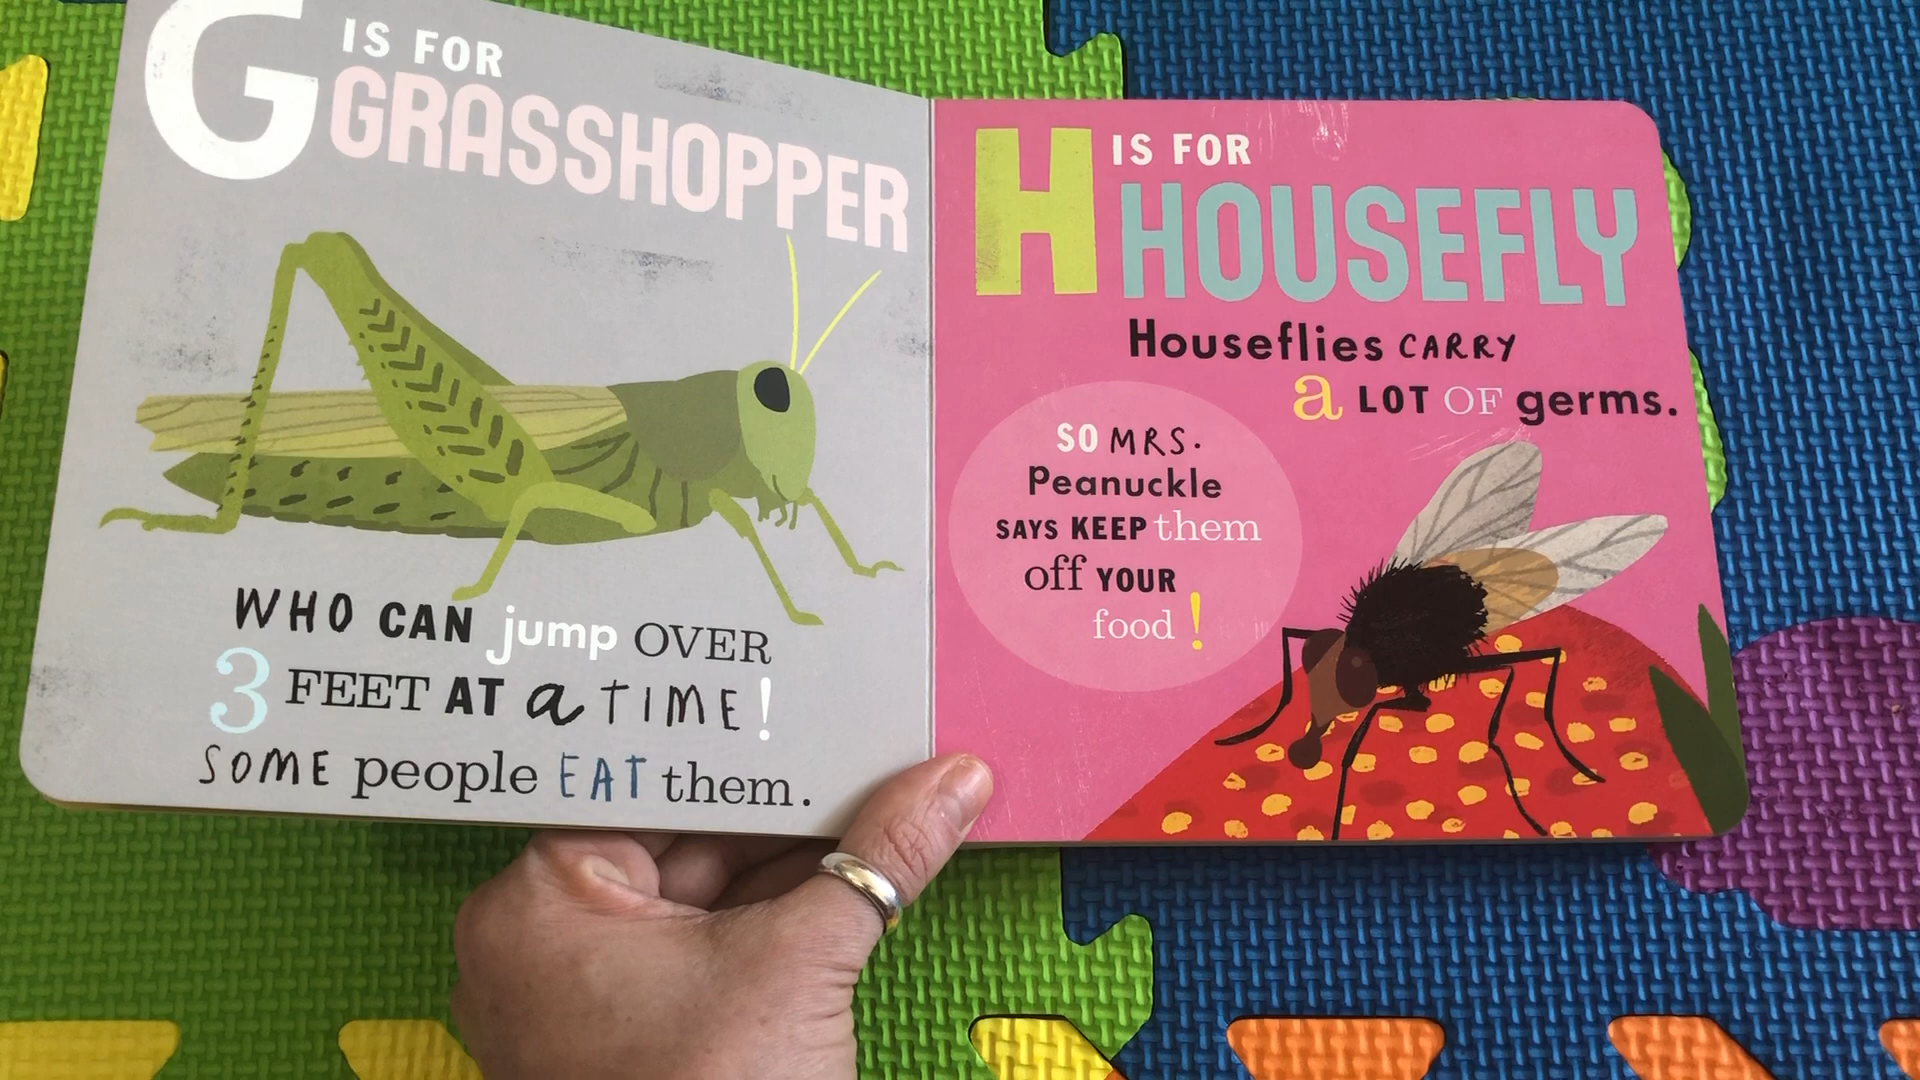 G IS FOR
GRASSHOPPER
WHO CAN jump OVER
3 FEET AT a TIME!
SOME people EAT them.
H IS FOR
HOUSEFLY
Houseflies CARRY
a LOT OF germs.
SO MRS.
Peanuckle
SAYS KEEP them
off YOUR
food!